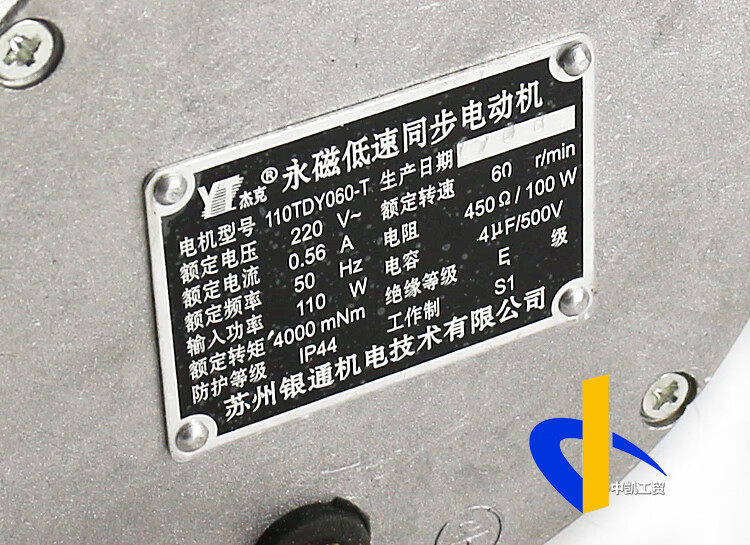 YT 杰克® 永磁低速同步电动机
电机型号 110TDY060-T 生产日期
额定电压 220 V~ 额定转速 60 r/min
额定电流 0.56 A 电阻 450Ω/100W
额定频率 50 Hz 电容 4μF/500V
输入功率 110 W 绝缘等级 E 级
额定转矩 4000 mNm 工作制 S1
防护等级 IP44
苏州银通机电技术有限公司
中凯工贸